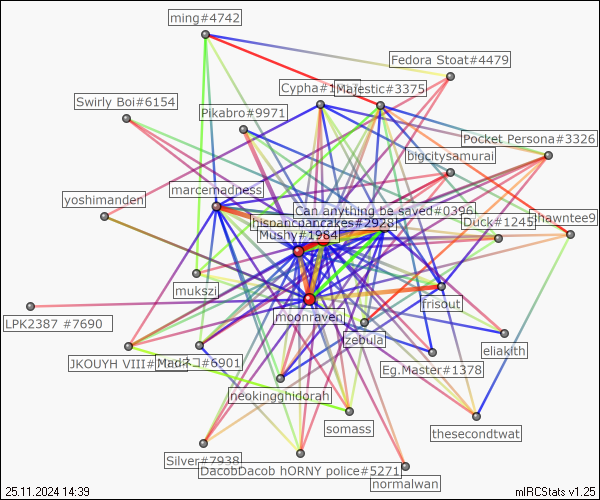 ming#4742
Fedora Stoat#4479
Majestic#3375
Swirly Boi#6154
Pikabro#9971
Pocket Persona#3326
bigcitysamurai
marcemadness
yoshimanden
Can anything be saved#0396
Shawntee9
hispancpancakes#2928
Duck#1245
Mushy#1984
mukszi
frisout
moonraven
LPK2387 #7690
zebula
eliakith
JKOUYH VIII#
Madネコ#6901
Eg.Master#1378
neokingghidorah
somass
thesecondtwat
Silver#7938
DacobDacob hORNY police#5271
normalwan
25.11.2024 14:39
mIRCStats v1.25